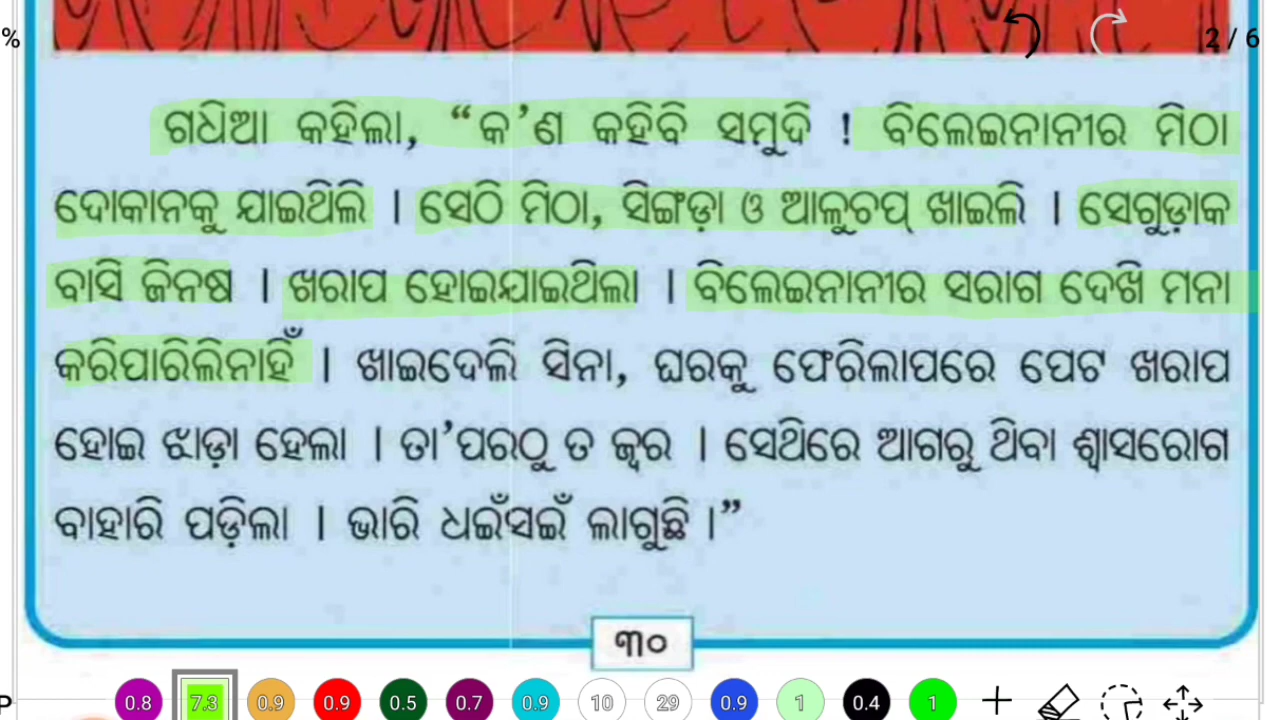 % 2 / 6
ଗଧିଆ କହିଲା, “କ’ଣ କହିବି ସମୁଦି ! ବିଲେଇନାନୀର ମିଠା
ଦୋକାନକୁ ଯାଇଥିଲି । ସେଠି ମିଠା, ସିଙ୍ଗଡ଼ା ଓ ଆଳୁଚପ୍ ଖାଇଲି । ସେଗୁଡ଼ାକ
ବାସି ଜିନଷ । ଖରାପ ହୋଇଯାଇଥିଲା । ବିଲେଇନାନୀର ସରାଗ ଦେଖି ମନା
କରିପାରିଲିନାହିଁ । ଖାଇଦେଲି ସିନା, ଘରକୁ ଫେରିଲାପରେ ପେଟ ଖରାପ
ହୋଇ ଝାଡ଼ା ହେଲା । ତା’ପରଠୁ ତ ଜ୍ୱର । ସେଥିରେ ଆଗରୁ ଥିବା ଶ୍ୱାସରୋଗ
ବାହାରି ପଡ଼ିଲା । ଭାରି ଧଇଁସଇଁ ଲାଗୁଛି ।”
୩୦
P 0.8 7.3 0.9 0.9 0.5 0.7 0.9 10 29 0.9 1 0.4 1